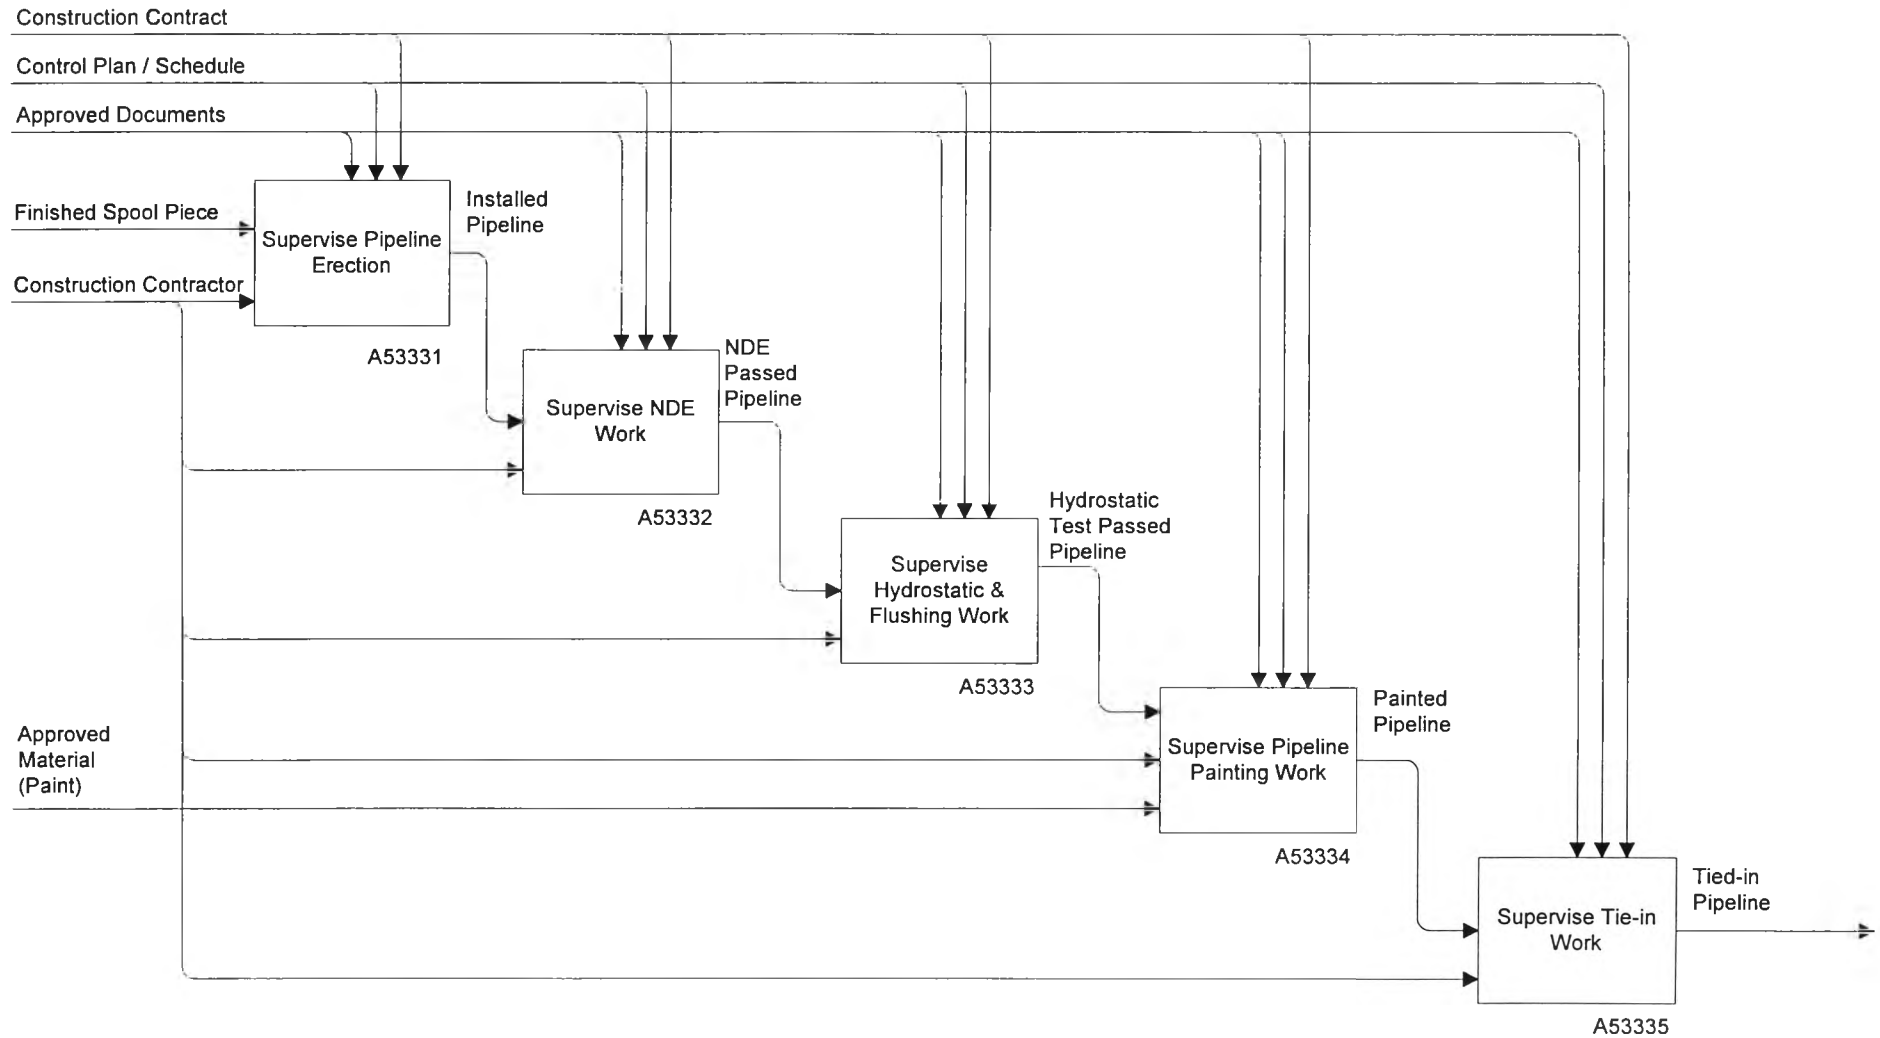 Construction Contract
Control Plan / Schedule
Approved Documents
Finished Spool Piece
Construction Contractor
Supervise Pipeline
Erection
A53331
Installed
Pipeline
Supervise NDE
Work
A53332
NDE
Passed
Pipeline
Supervise
Hydrostatic &
Flushing Work
A53333
Hydrostatic
Test Passed
Pipeline
Approved
Material
(Paint)
Supervise Pipeline
Painting Work
A53334
Painted
Pipeline
Supervise Tie-in
Work
A53335
Tied-in
Pipeline